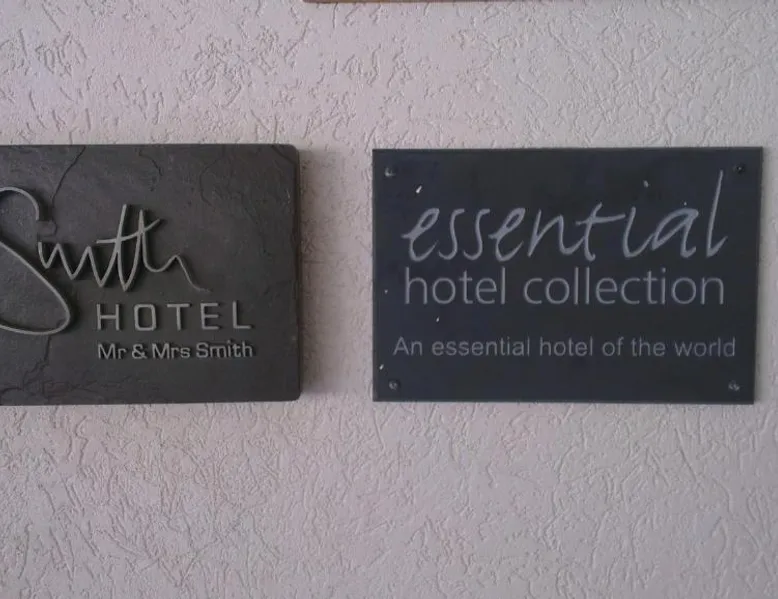 Smith
HOTEL
Mr & Mrs Smith
essential
hotel collection
An essential hotel of the world